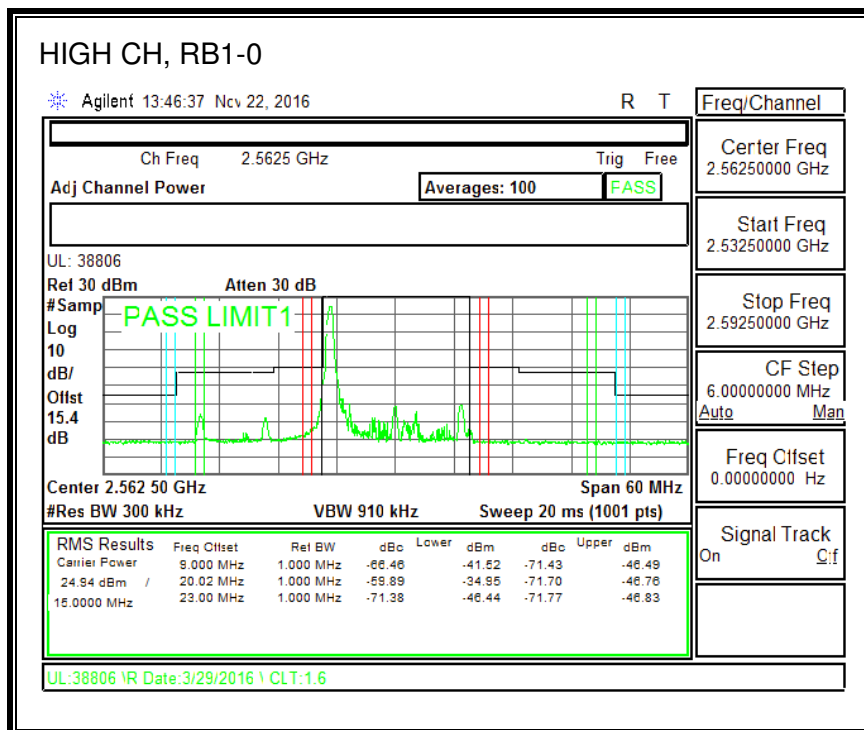 HIGH CH, RB1-0
Agilent 13:46:37 Nov 22, 2016 R T
Freq/Channel
Ch Freq 2.5625 GHz Trig Free
Adj Channel Power Averages: 100 PASS
Center Freq
2.56250000 GHz
Start Freq
2.53250000 GHz
Stop Freq
2.59250000 GHz
CF Step
6.00000000 MHz
Auto Man
Freq Offset
0.00000000 Hz
Signal Track
On Off
UL: 38806
Ref 30 dBm Atten 30 dB
#Samp
Log
10
dB/
Offst
15.4
dB
PASS LIMIT1
Center 2.562 50 GHz Span 60 MHz
#Res BW 300 kHz VBW 910 kHz Sweep 20 ms (1001 pts)
RMS Results Freq Offset Ref BW dBc Lower dBm dBc Upper dBm
Carrier Power 9.000 MHz 1.000 MHz -66.46 -41.52 -71.43 -46.49
24.94 dBm / 20.02 MHz 1.000 MHz -59.89 -34.95 -71.70 -46.76
15.0000 MHz 23.00 MHz 1.000 MHz -71.38 -46.44 -71.77 -46.83
UL:38806 \R Date:3/29/2016 \ CLT:1.6